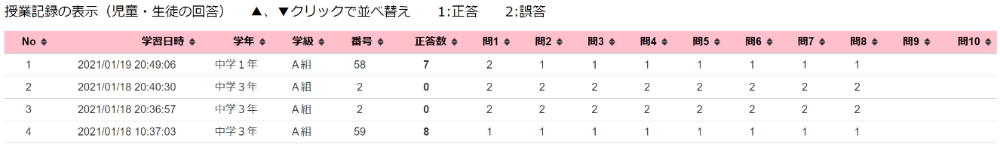 授業記録の表示（児童・生徒の回答）　▲、▼クリックで並べ替え　1:正答　2:誤答
No 学習日時 学年 学級 番号 正答数 問1 問2 問3 問4 問5 問6 問7 問8 問9 問10
1 2021/01/19 20:49:06 中学１年 Ａ組 58 7 2 1 1 1 1 1 1 1
2 2021/01/18 20:40:30 中学３年 Ａ組 2 0 2 2 2 2 2 2 2 2
3 2021/01/18 20:36:57 中学３年 Ａ組 2 0 2 2 2 2 2 2 2 2
4 2021/01/18 10:37:03 中学３年 Ａ組 59 8 1 1 1 1 1 1 1 1